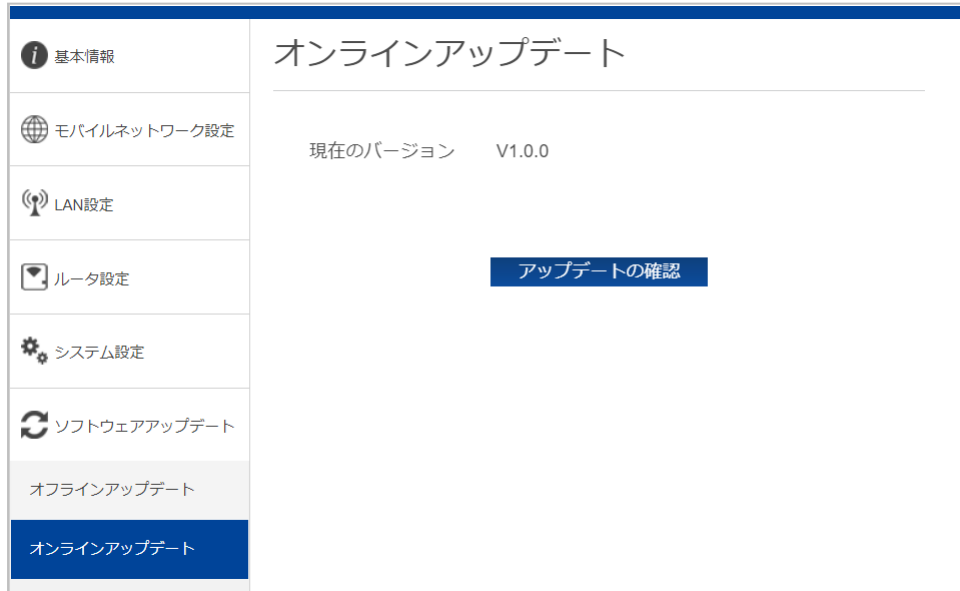 基本情報
モバイルネットワーク設定
LAN設定
ルータ設定
システム設定
ソフトウェアアップデート
オフラインアップデート
オンラインアップデート
オンラインアップデート
現在のバージョン V1.0.0
アップデートの確認